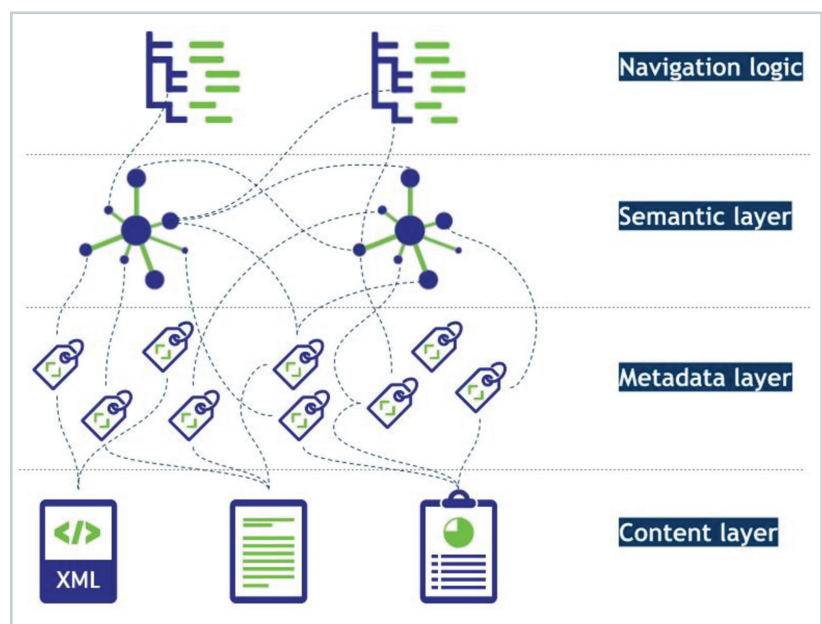 Navigation logic
Semantic layer
Metadata layer
</>
XML
Content layer